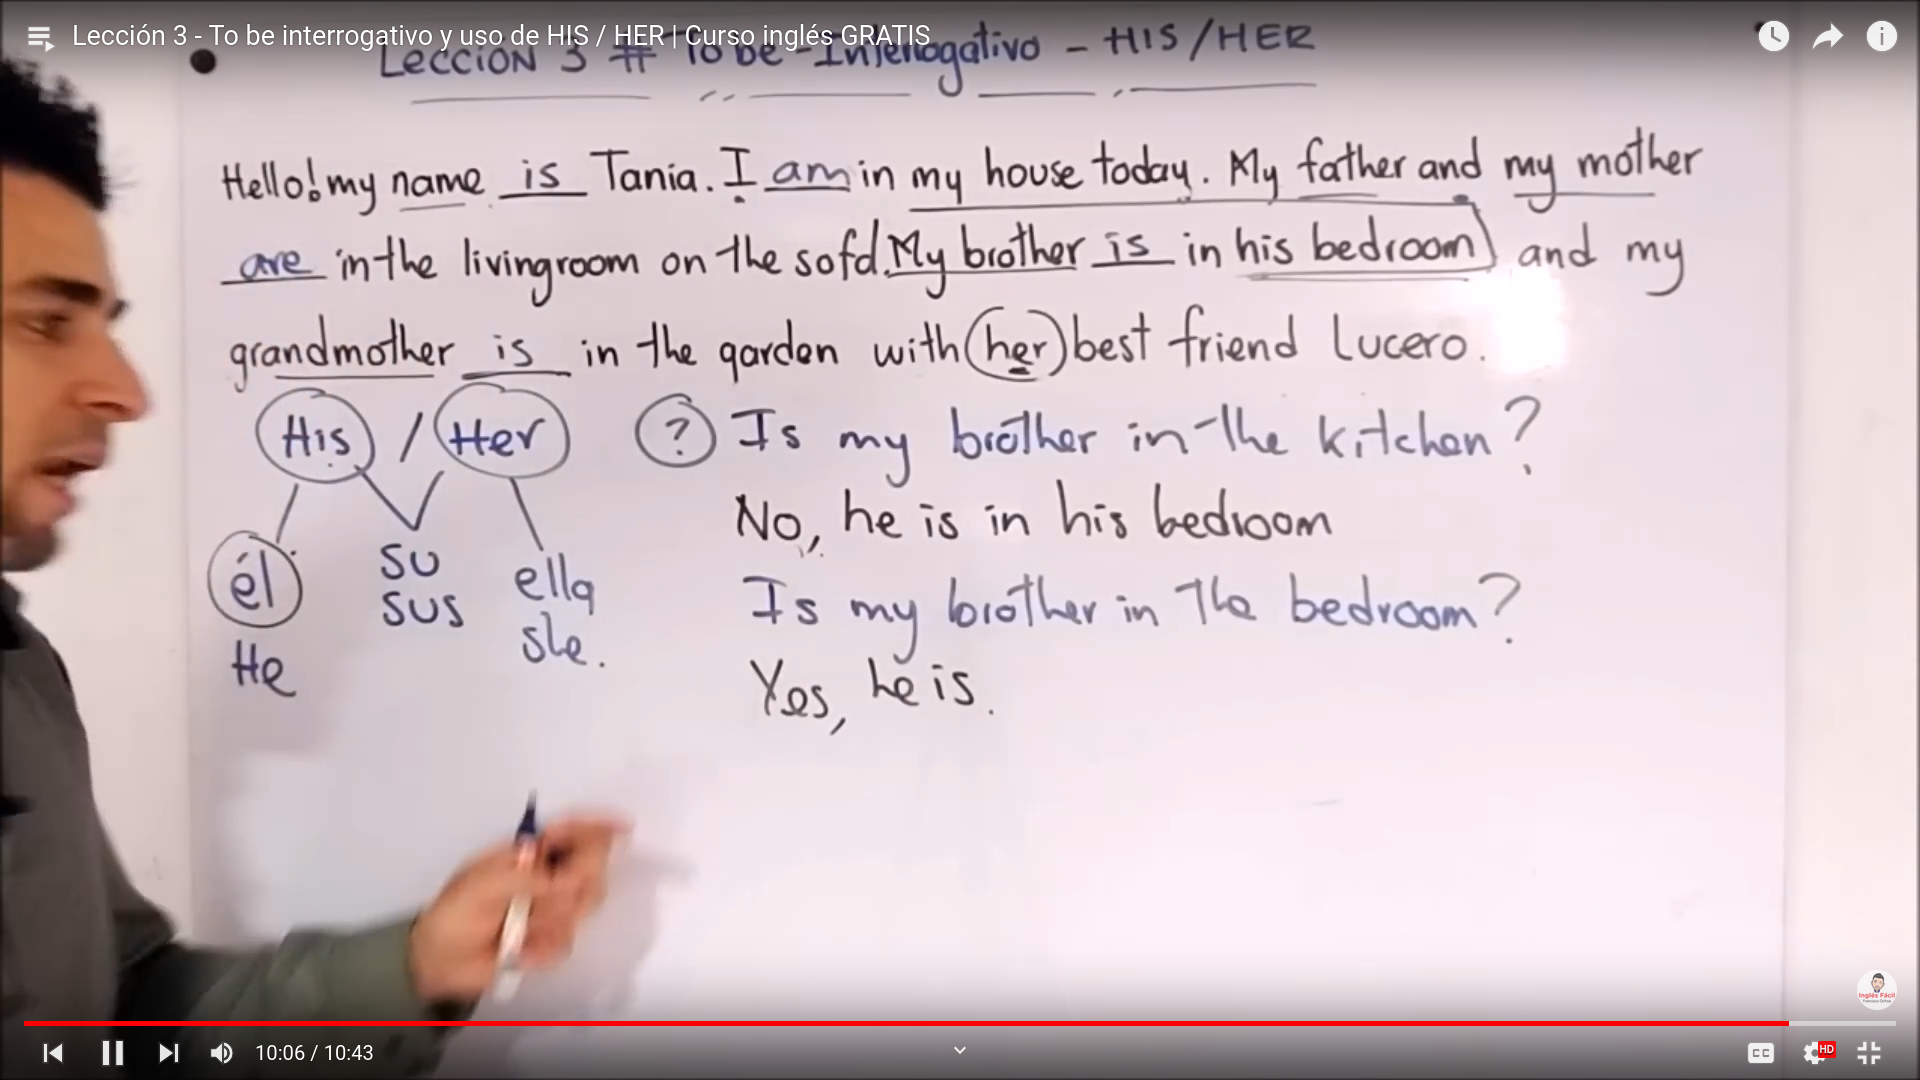 Lección 3 - To be interrogativo y uso de HIS / HER | Curso inglés GRATIS
LECCIÓN 3 # To be - Interrogativo - HIS/HER
Hello! my name is Tania. I am in my house today. My father and my mother
are in the livingroom on the sofa. My brother is in his bedroom) and my
grandmother is in the garden with her best friend Lucero.
His / Her
él
He
su
sus
ella
she.
? Is my brother in the kitchen?
No, he is in his bedroom
Is my brother in the bedroom?
Yes, he is.
Inglés Fácil
10:06 / 10:43
CC
HD